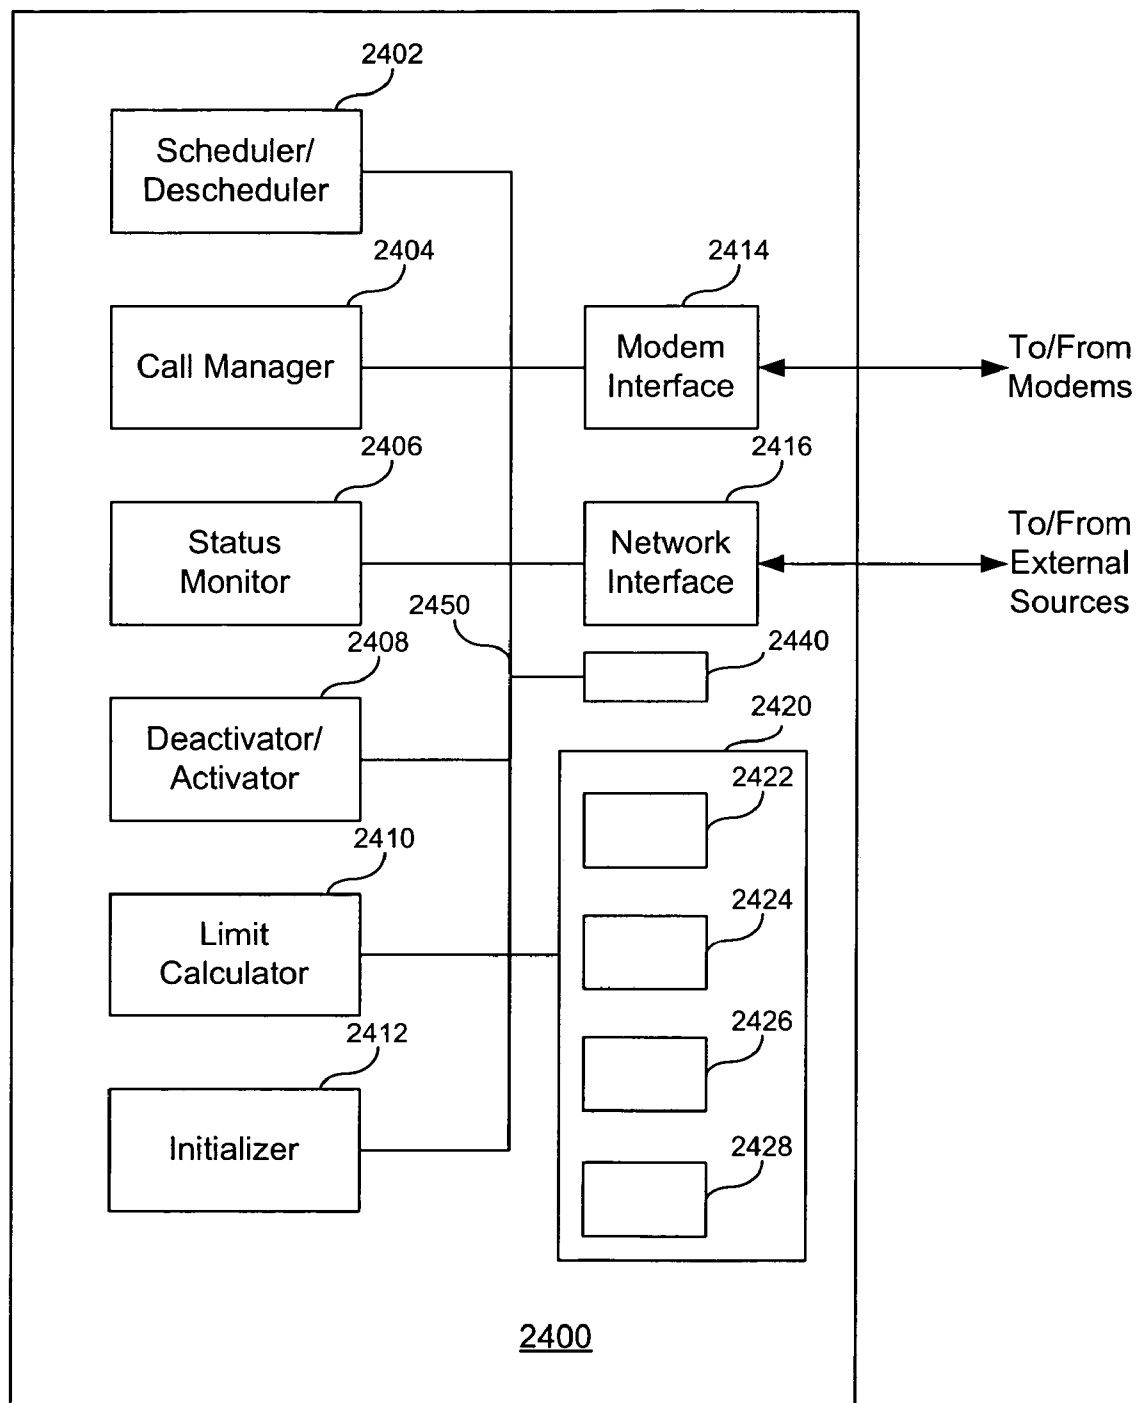 2402
Scheduler/
Descheduler
2404
Call Manager
2414
Modem
Interface
To/From
Modems
2406
Status
Monitor
2416
Network
Interface
To/From
External
Sources
2450
2440
2408
Deactivator/
Activator
2420
2422
2410
Limit
Calculator
2424
2426
2412
Initializer
2428
2400